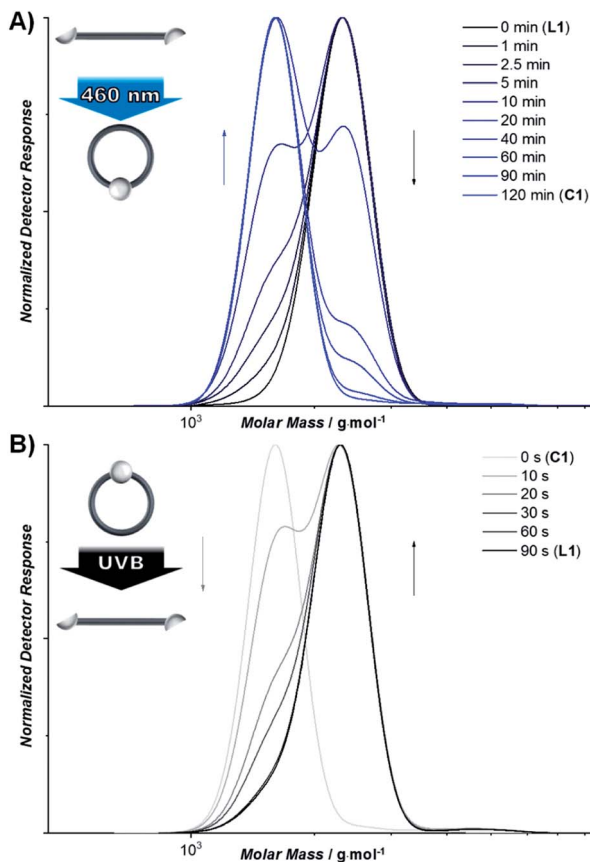 A)
460 nm
Normalized Detector Response
0 min (L1)
1 min
2.5 min
5 min
10 min
20 min
40 min
60 min
90 min
120 min (C1)
10³
Molar Mass / g·mol⁻¹
B)
UVB
Normalized Detector Response
0 s (C1)
10 s
20 s
30 s
60 s
90 s (L1)
10³
Molar Mass / g·mol⁻¹